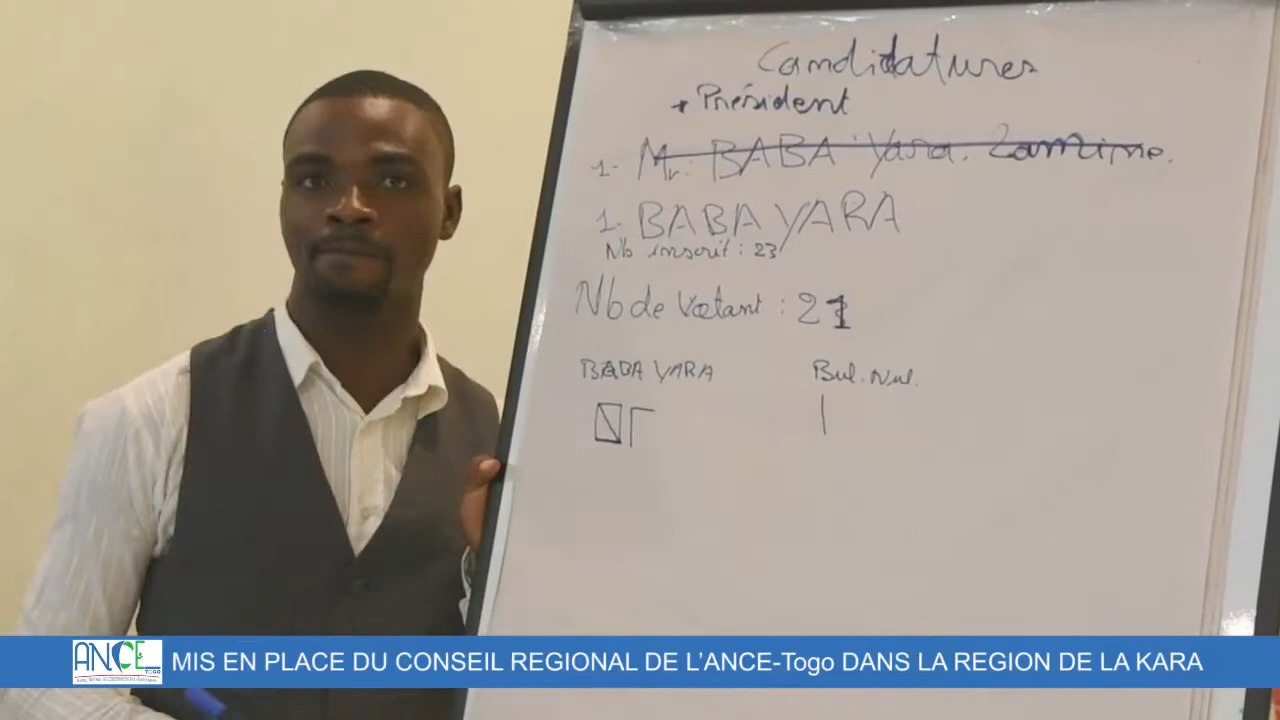 Candidatures
* Président
1- Mr. BABA Yara. Lamime.
1- BABA YARA
Nb inscrit : 23
Nb de Votant : 21
BABA YARA Bul. Nul.
ANCE TOGO
MIS EN PLACE DU CONSEIL REGIONAL DE L'ANCE-Togo DANS LA REGION DE LA KARA